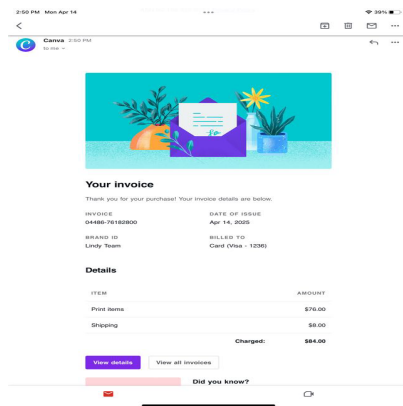 2:50 PM Mon Apr 14
39%
Canva 2:50 PM
to me
Your invoice
Thank you for your purchase! Your invoice details are below.
INVOICE
04486-76182800
DATE OF ISSUE
Apr 14, 2025
BRAND ID
Lindy Team
BILLED TO
Card (Visa - 1236)
Details
ITEM AMOUNT
Print items $76.00
Shipping $8.00
Charged: $84.00
View details
View all invoices
Did you know?